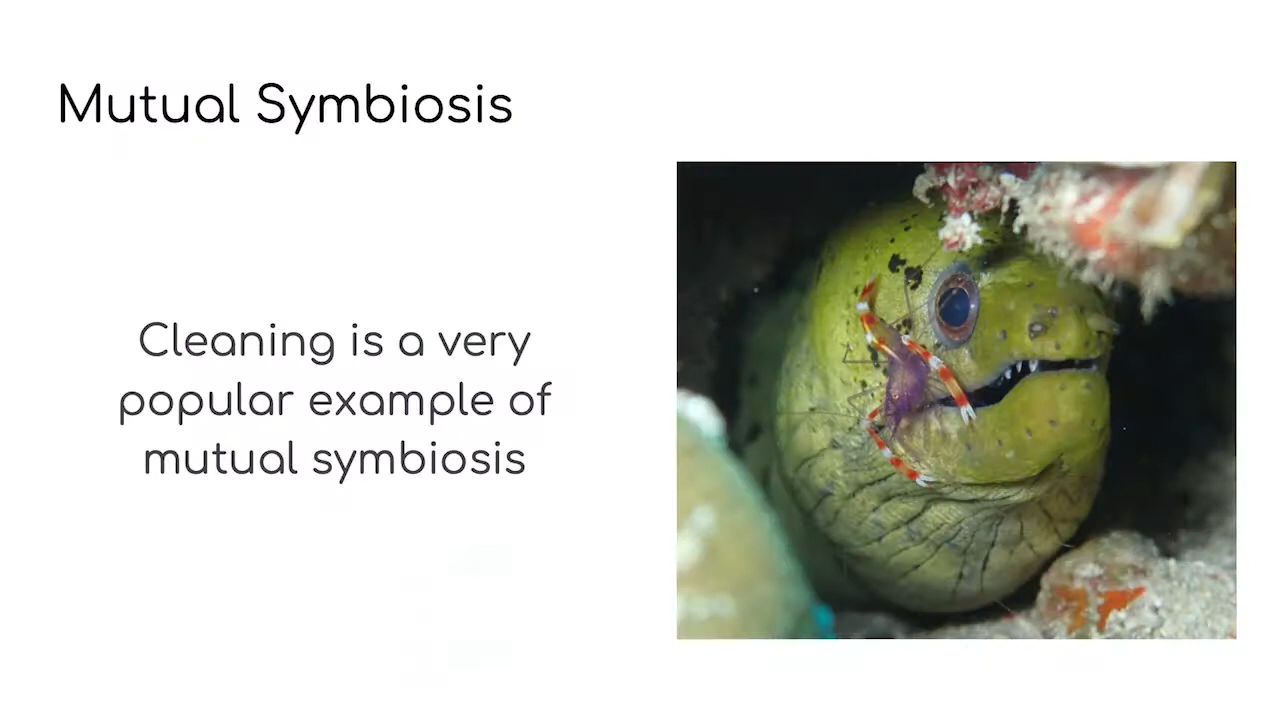 Mutual Symbiosis
Cleaning is a very
popular example of
mutual symbiosis